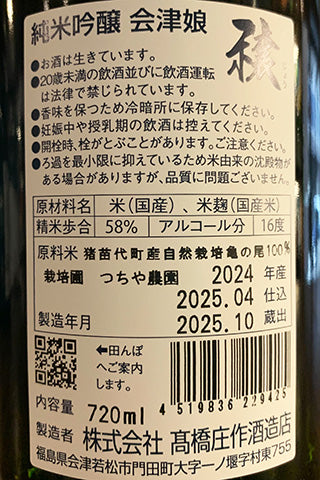 純米吟醸 会津娘
穣
●お酒は生きています。
●20歳未満の飲酒並びに飲酒運転
は法律で禁じられています。
●香味を保つため冷暗所に保存してください。
●妊娠中や授乳期の飲酒は控えてください。
●開栓時、栓がとぶことがあります。ご注意ください。
●ろ過を最小限に抑えているため米由来の沈殿物が
ある場合がありますが、品質に問題ございません。
原材料名 米(国産)、米麹(国産米)
精米歩合 58% アルコール分 16度
原料米 猪苗代町産自然栽培亀の尾100%
栽培圃 つちや農園 2024 年産
2025.04 仕込
製造年月 2025.10 蔵出
←田んぼ
へご案内
します。
4 519836 229425
内容量 720ml
製造者 株式会社 髙橋庄作酒造店
福島県会津若松市門田町大字一ノ堰字村東755